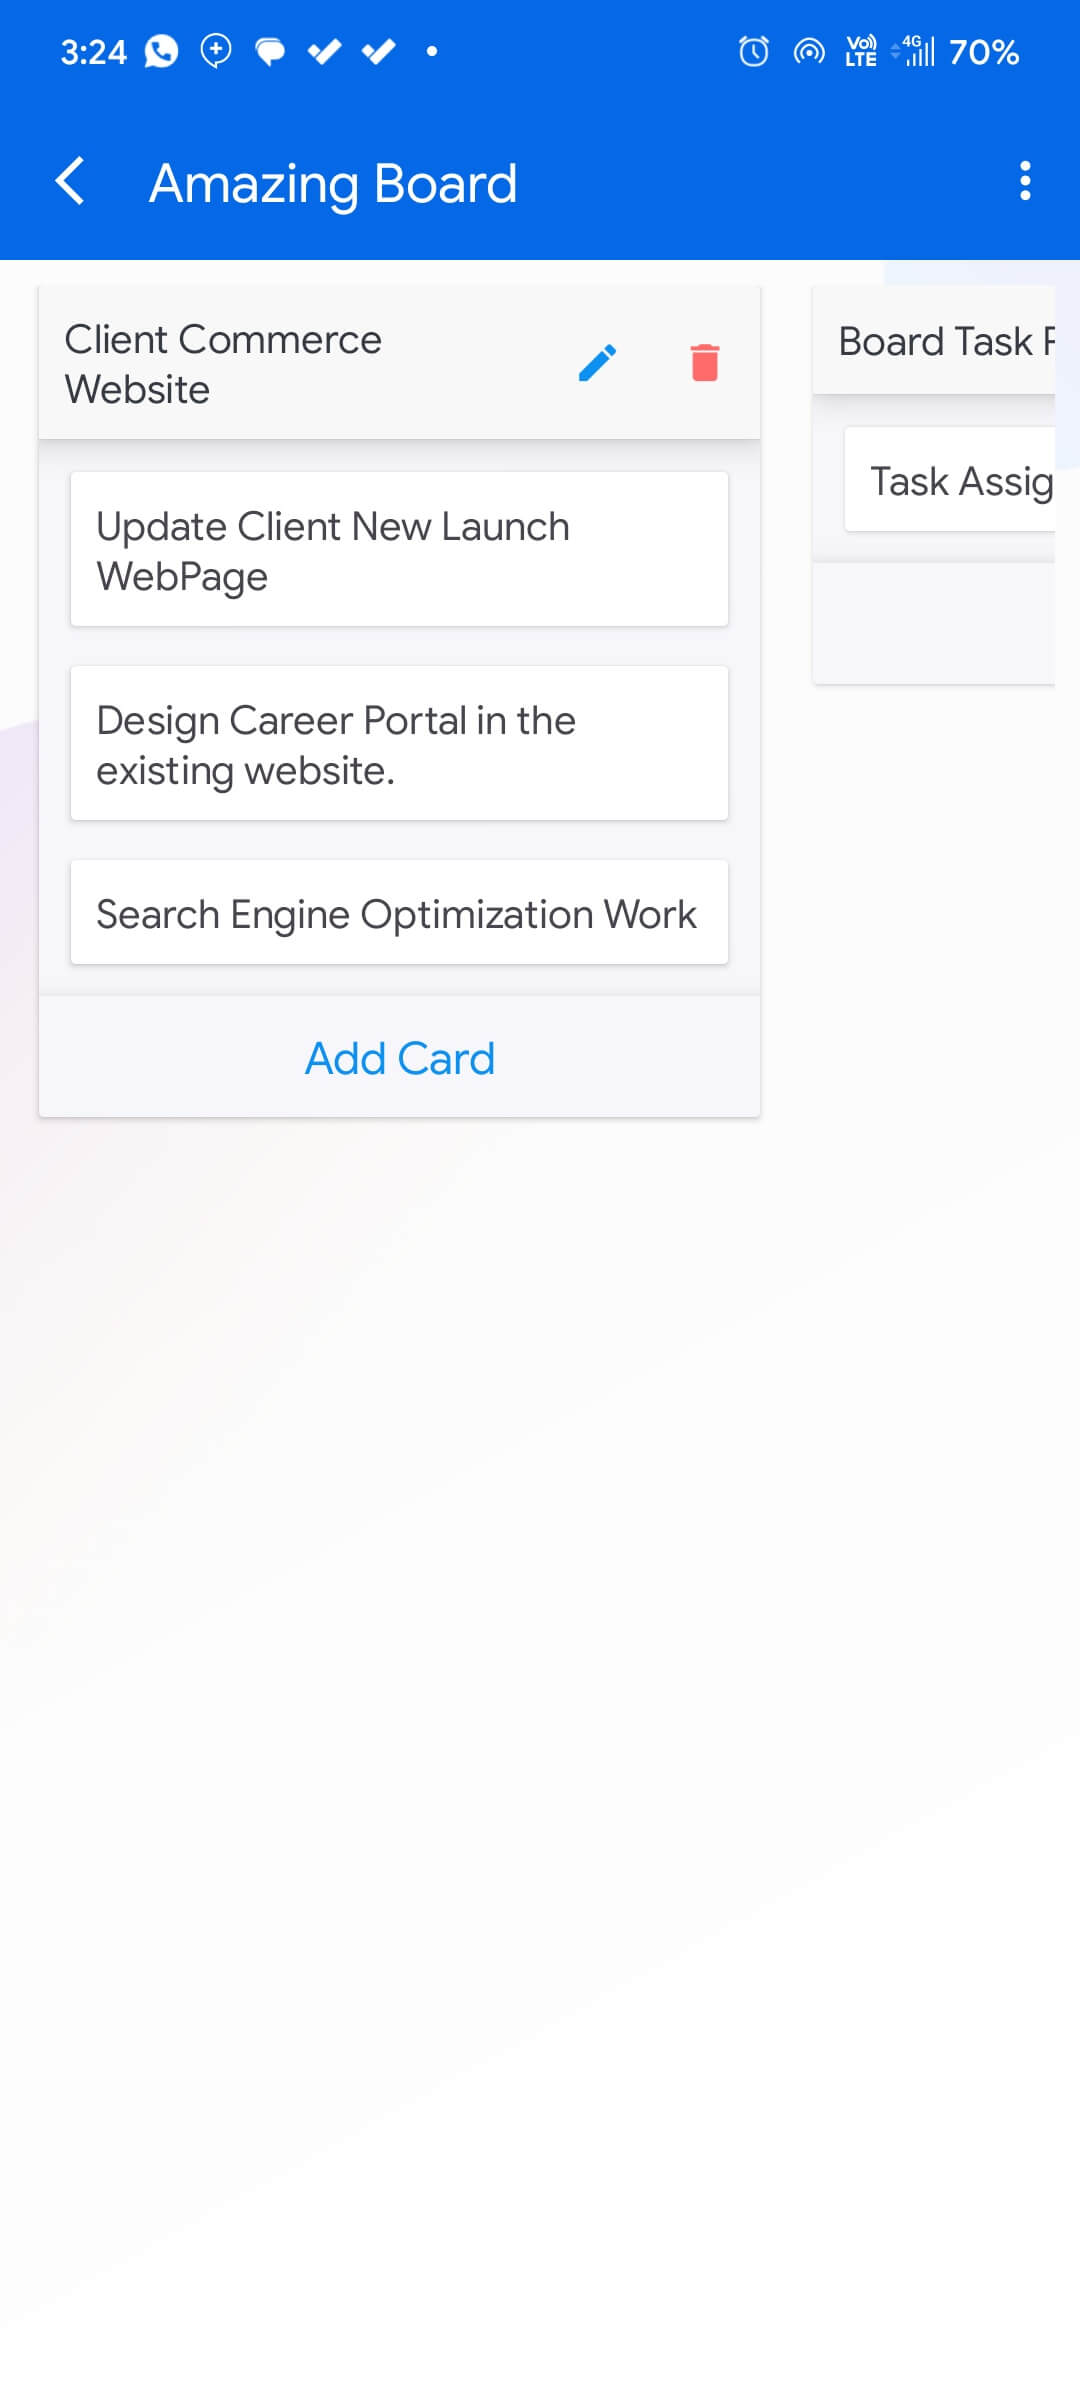 3:24
Vo))
LTE
4G
70%
Amazing Board
Client Commerce
Website
Update Client New Launch
WebPage
Design Career Portal in the
existing website.
Search Engine Optimization Work
Add Card
Board Task
Task Assig